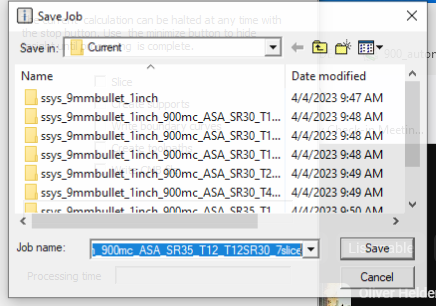 Save Job
calculation can be halted at any time with
the stop button. Use the minimize button to hide
complete.
Save in: Current
900_autom
Name Date modified
Slice
supports
ssys_9mmbullet_1inch 4/4/2023 9:47 AM
ssys_9mmbullet_1inch_900mc_ASA_SR30_T1... 4/4/2023 9:48 AM
ssys_9mmbullet_1inch_900mc_ASA_SR30_T1... 4/4/2023 9:48 AM
ssys_9mmbullet_1inch_900mc_ASA_SR30_T1... 4/4/2023 9:48 AM
ssys_9mmbullet_1inch_900mc_ASA_SR30_T2... 4/4/2023 9:49 AM
ssys_9mmbullet_1inch_900mc_ASA_SR30_T4... 4/4/2023 9:49 AM
ssys_9mmbullet_1inch_900mc_ASA_SR35_T1... 4/4/2023 9:50 AM
Job name: _900mc_ASA_SR35_T12_T12SR30_7slice Save
Processing time Cancel
Oliver